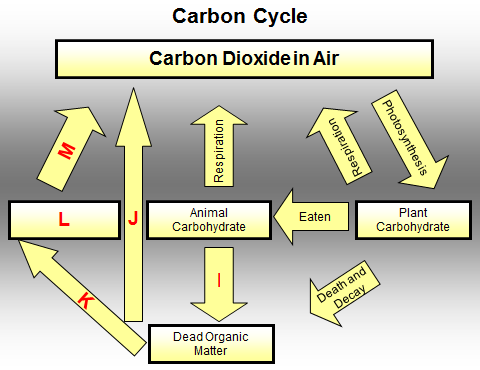 Carbon Cycle
Carbon Dioxide in Air
M
Respiration
Respiration
Photosynthesis
L
J
Animal
Carbohydrate
Eaten
Plant
Carbohydrate
K
I
Death and
Decay
Dead Organic
Matter